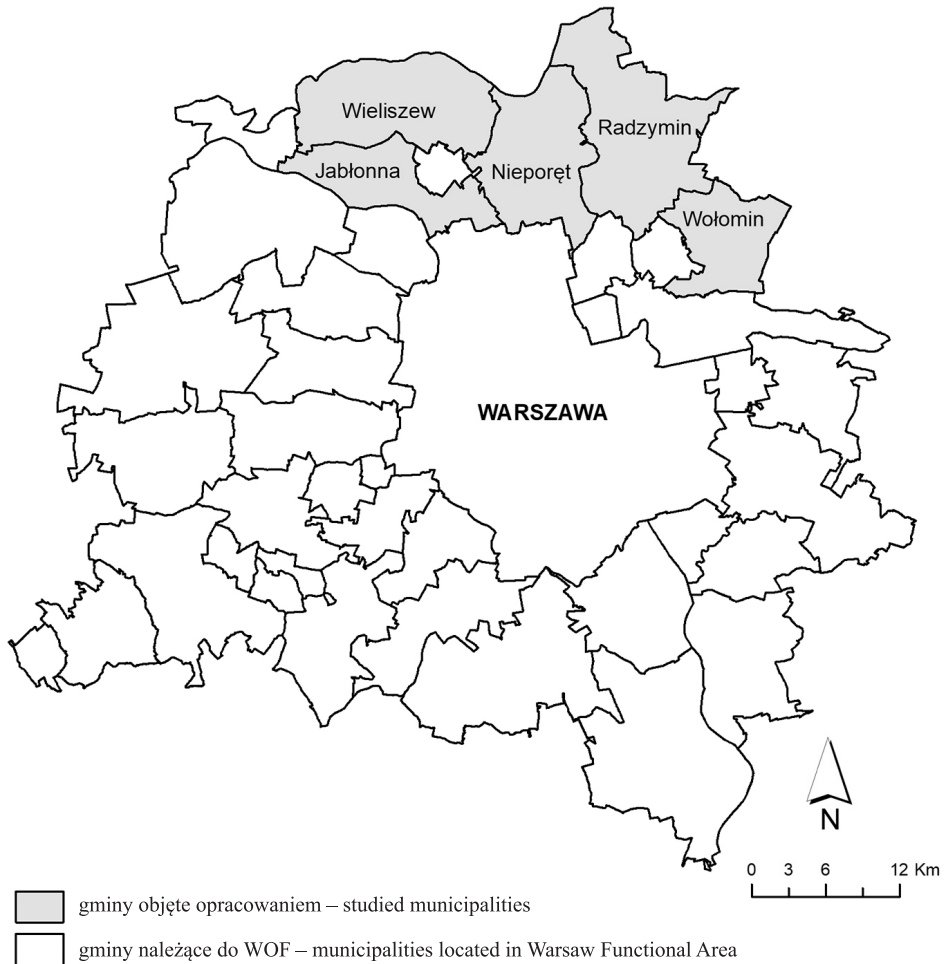 Wieliszew
Radzymin
Jabłonna
Nieporęt
Wołomin
WARSZAWA
N
0 3 6 12 Km
gminy objęte opracowaniem – studied municipalities
gminy należące do WOF – municipalities located in Warsaw Functional Area